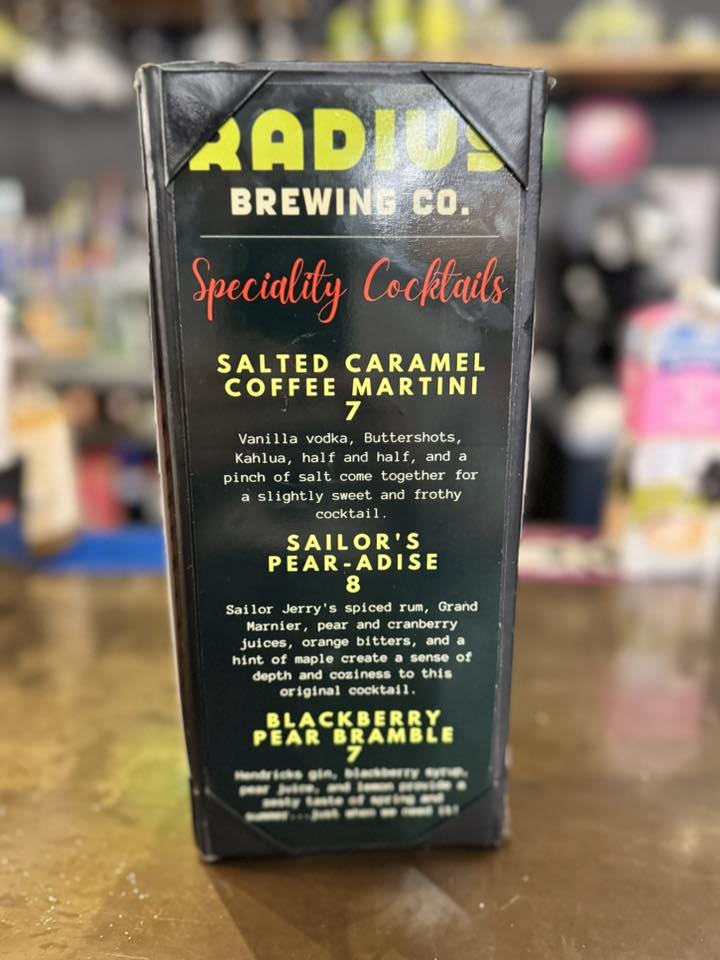 RADIUS
BREWING CO.
Speciality Cocktails
SALTED CARAMEL
COFFEE MARTINI
7
Vanilla vodka, Buttershots,
Kahlua, half and half, and a
pinch of salt come together for
a slightly sweet and frothy
cocktail.
SAILOR'S
PEAR-ADISE
8
Sailor Jerry's spiced rum, Grand
Marnier, pear and cranberry
juices, orange bitters, and a
hint of maple create a sense of
depth and coziness to this
original cocktail.
BLACKBERRY
PEAR BRAMBLE
7
Hendricks gin, blackberry syrup,
pear juice, and lemon provide a
zesty taste of spring and
summer...just when we need it!